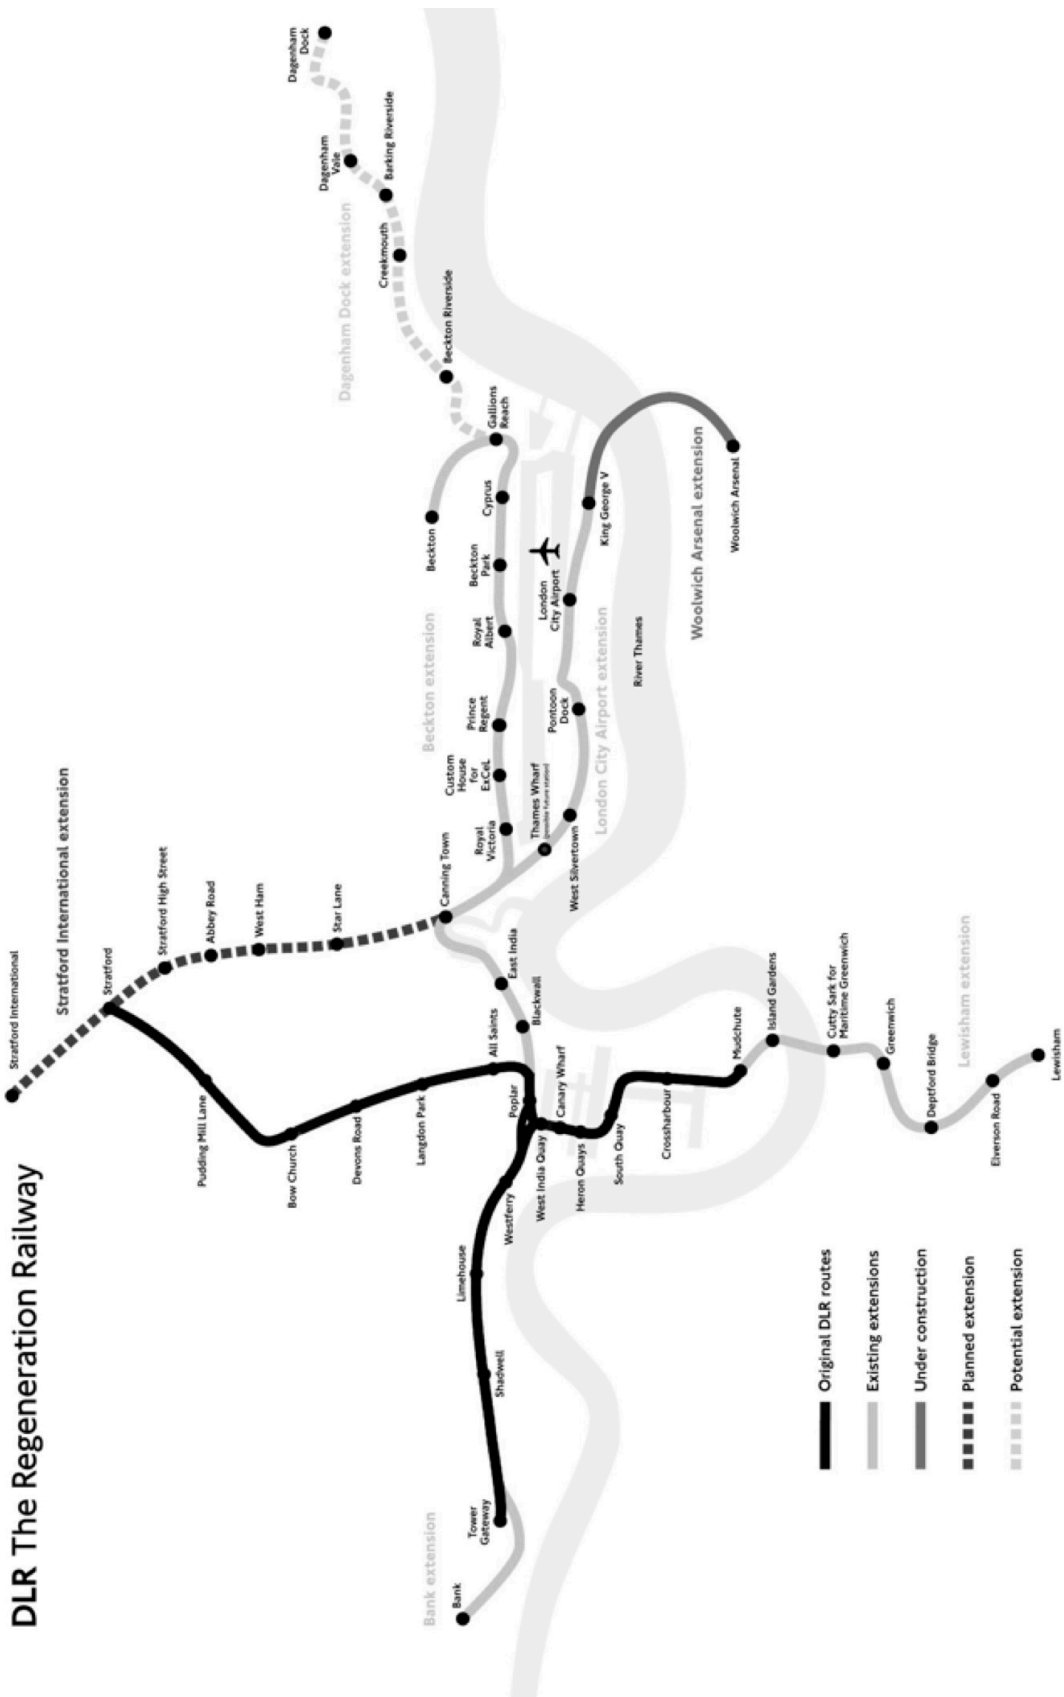 DLR The Regeneration Railway
Stratford International
Stratford International extension
Stratford
Stratford High Street
Abbey Road
West Ham
Star Lane
Canning Town
Pudding Mill Lane
Bow Church
Devons Road
Langdon Park
All Saints
Poplar
Bank extension
Bank
Tower
Gateway
Shadwell
Limehouse
Westferry
West India Quay
Canary Wharf
Heron Quays
South Quay
Crossharbour
Mudchute
Island Gardens
Cutty Sark for
Maritime Greenwich
Greenwich
Deptford Bridge
Elverson Road
Lewisham
Lewisham extension
Blackwall
East India
Beckton extension
Royal
Victoria
Custom
House
for
ExCeL
Prince
Regent
Royal
Albert
Beckton
Park
Cyprus
Gallions
Reach
Beckton
Dagenham Dock extension
Beckton Riverside
Creekmouth
Barking Riverside
Dagenham
Vale
Dagenham
Dock
Thames Wharf
(possible future station)
West Silvertown
Pontoon
Dock
London
City Airport
King George V
London City Airport extension
River Thames
Woolwich Arsenal extension
Woolwich Arsenal
Original DLR routes
Existing extensions
Under construction
Planned extension
Potential extension